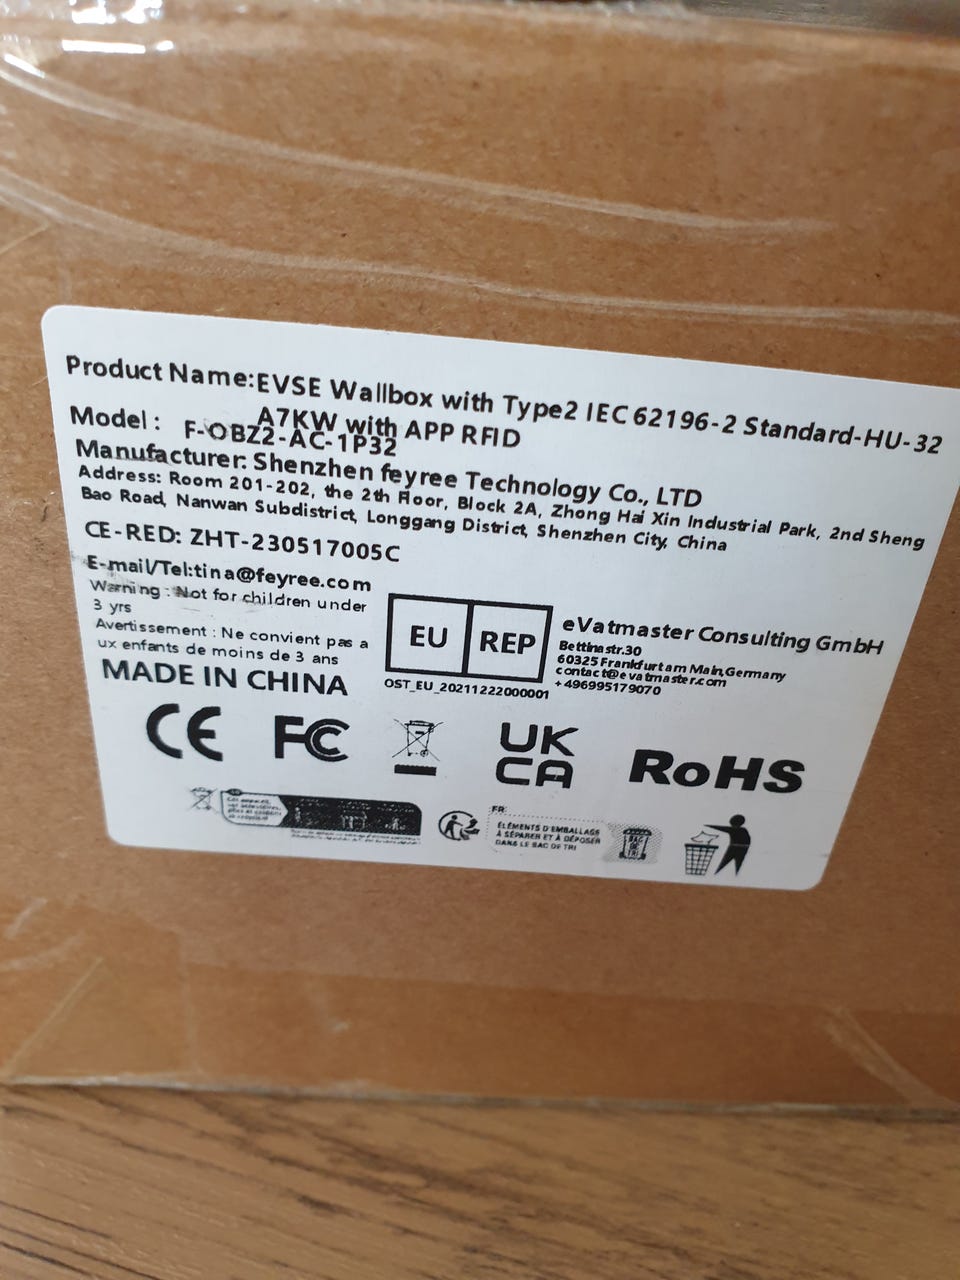 Product Name:EVSE Wallbox with Type2 IEC 62196-2 Standard-HU-32
A7KW with APP RFID
Model : F-OBZ2-AC-1P32
Manufacturer: Shenzhen feyree Technology Co., LTD
Address: Room 201-202, the 2th Floor, Block 2A, Zhong Hai Xin Industrial Park, 2nd Sheng
Bao Road, Nanwan Subdistrict, Longgang District, Shenzhen City, China
CE-RED: ZHT-230517005C
E-mail/Tel:tina@feyree.com
Warning : Not for children under
3 yrs
Avertissement : Ne convient pas a
ux enfants de moins de 3 ans
MADE IN CHINA
EU REP
OST_EU_20211222000001
eVatmaster Consulting GmbH
Bettinastr.30
60325 Frankfurt am Main,Germany
contact@evatmaster.com
+496995179070
CE FC UK
CA RoHS
FR
ÉLÉMENTS D'EMBALLAGE
À SÉPARER ET À DÉPOSER
DANS LE BAC DE TRI
BAC
DE
TRI